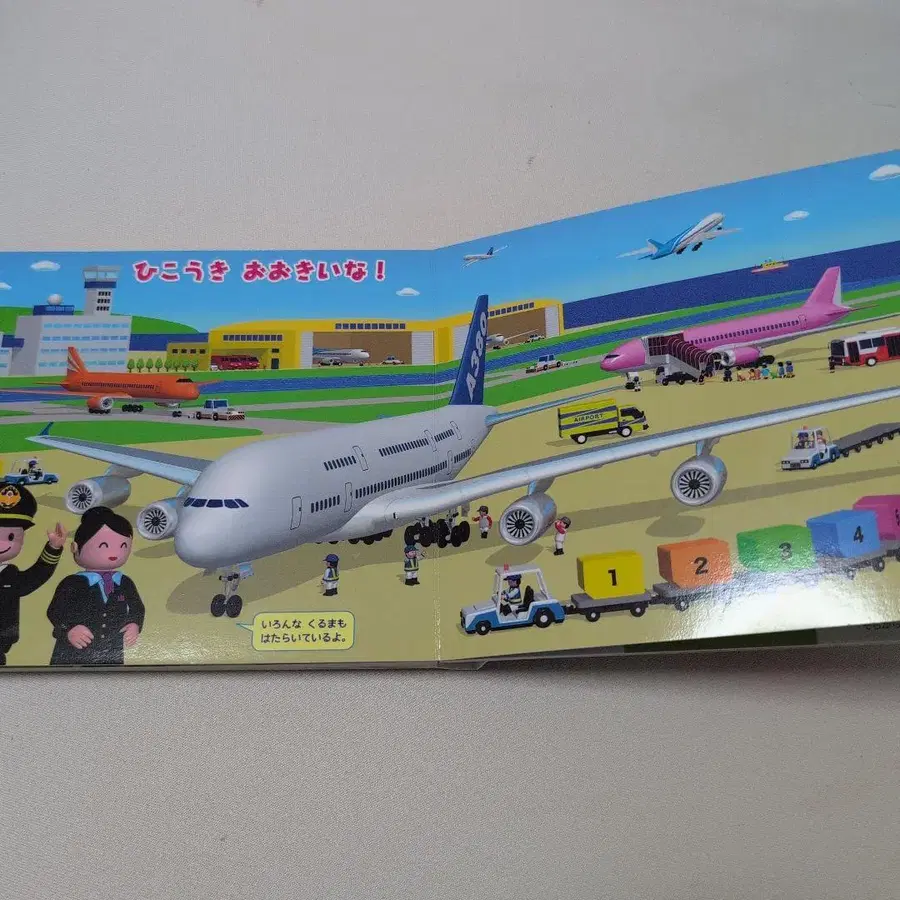 ひこうき おおきいな!
A380
AIRPORT
いろんな くるまも
はたらいているよ。
1
2
3
4